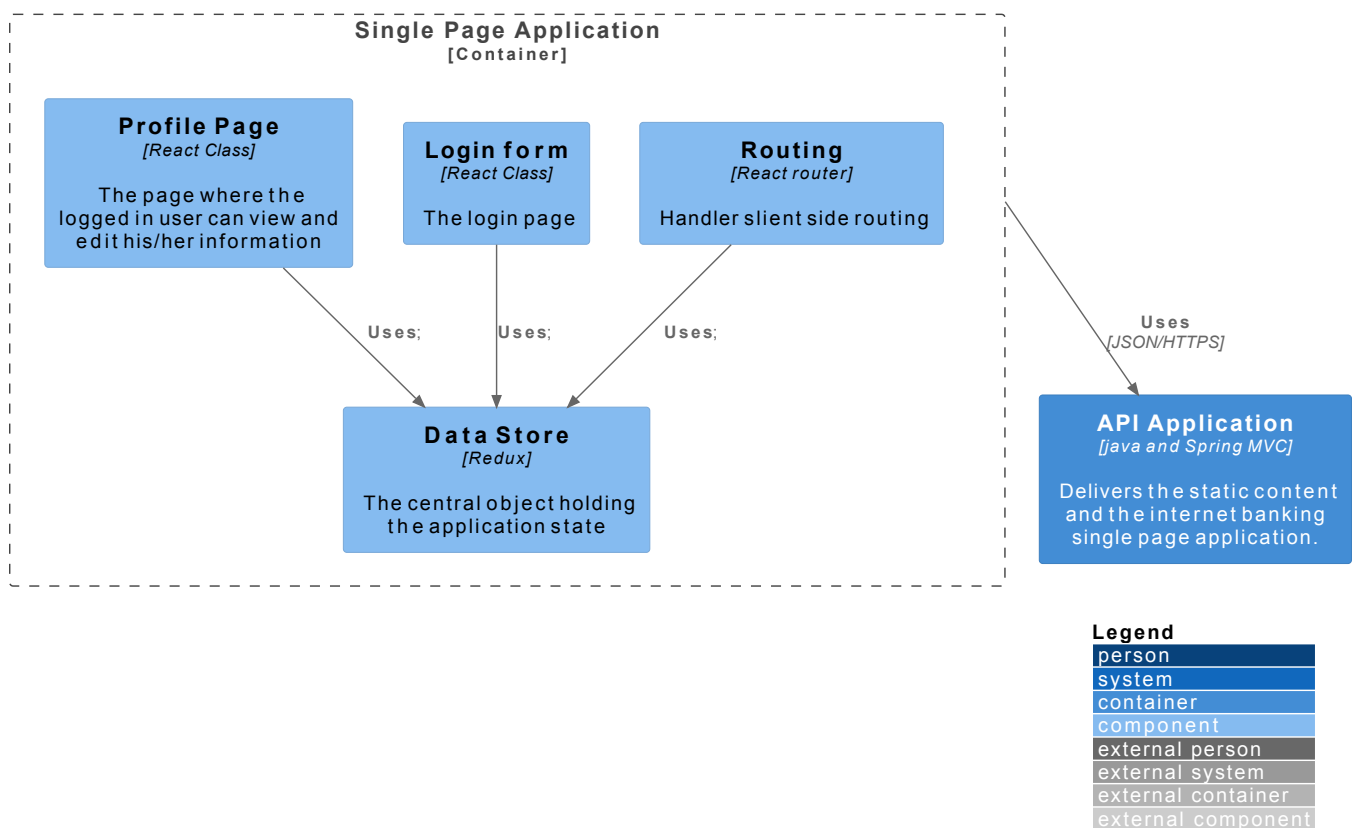 Single Page Application
[Container]
Profile Page
[React Class]
The page where the
logged in user can view and
edit his/her information
Login form
[React Class]
The login page
Routing
[React router]
Handler slient side routing
Uses;
Uses;
Uses;
Uses
[JSON/HTTPS]
Data Store
[Redux]
The central object holding
the application state
API Application
[java and Spring MVC]
Delivers the static content
and the internet banking
single page application.
Legend
person
system
container
component
external person
external system
external container
external component